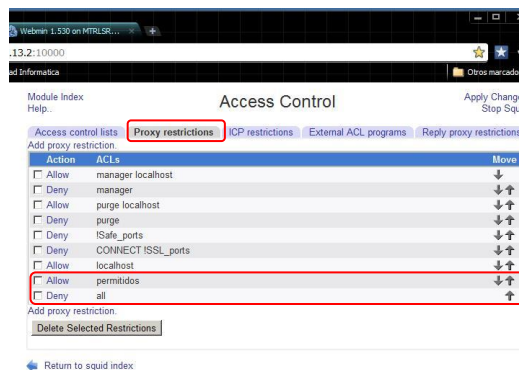 Webmin 1.530 on MTRLSR...
.13.2:10000
ad Informatica
Otros marcado
Module Index
Help..
Access Control
Apply Change
Stop Squ
Access control lists
Proxy restrictions
ICP restrictions
External ACL programs
Reply proxy restrictions
Add proxy restriction.
Action ACLs Move
Allow manager localhost
Deny manager
Allow purge localhost
Deny purge
Deny !Safe_ports
Deny CONNECT !SSL_ports
Allow localhost
Allow permitidos
Deny all
Add proxy restriction.
Delete Selected Restrictions
Return to squid index